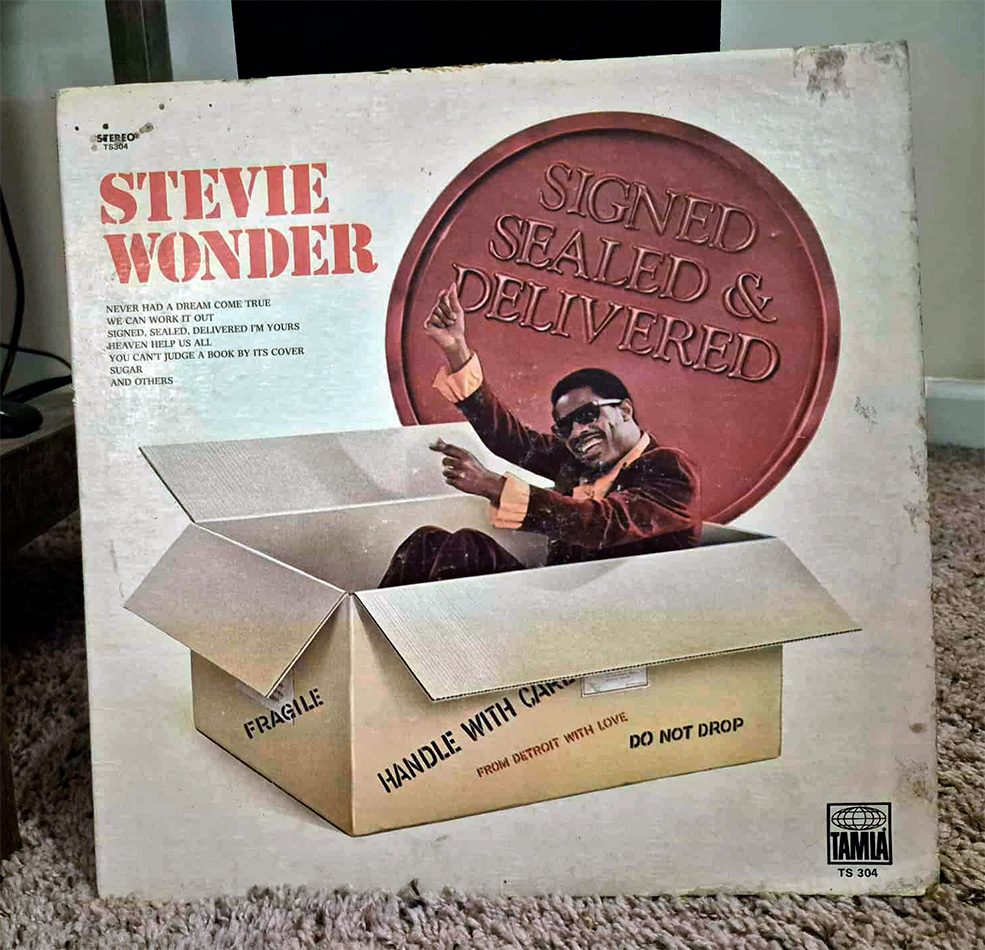 STEREO
TS304
STEVIE
WONDER
NEVER HAD A DREAM COME TRUE
WE CAN WORK IT OUT
SIGNED, SEALED, DELIVERED I'M YOURS
HEAVEN HELP US ALL
YOU CAN'T JUDGE A BOOK BY ITS COVER
SUGAR
AND OTHERS
SIGNED
SEALED &
DELIVERED
FRAGILE
HANDLE WITH CARE
FROM DETROIT WITH LOVE
DO NOT DROP
TAMLA
TS 304